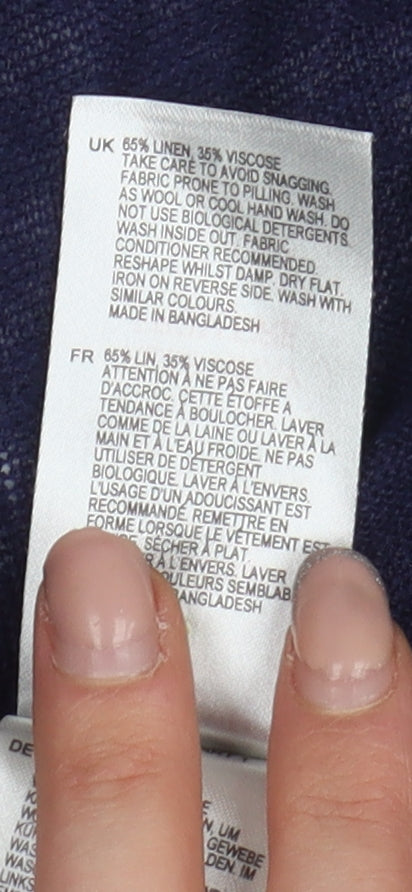 UK 65% LINEN, 35% VISCOSE
TAKE CARE TO AVOID SNAGGING.
FABRIC PRONE TO PILLING. WASH
AS WOOL OR COOL HAND WASH. DO
NOT USE BIOLOGICAL DETERGENTS.
WASH INSIDE OUT. FABRIC
CONDITIONER RECOMMENDED.
RESHAPE WHILST DAMP. DRY FLAT.
IRON ON REVERSE SIDE. WASH WITH
SIMILAR COLOURS.
MADE IN BANGLADESH
FR 65% LIN, 35% VISCOSE
ATTENTION À NE PAS FAIRE
D'ACCROC. CETTE ÉTOFFE A
TENDANCE À BOULOCHER. LAVER
COMME DE LA LAINE OU LAVER À LA
MAIN ET À L'EAU FROIDE. NE PAS
UTILISER DE DÉTERGENT
BIOLOGIQUE. LAVER À L'ENVERS.
L'USAGE D'UN ADOUCISSANT EST
RECOMMANDÉ. REMETTRE EN
FORME LORSQUE LE VÊTEMENT EST
SÉCHER À PLAT.
À L'ENVERS. LAVER
BANGLADESH
DE
UM
GEWEBE
IM